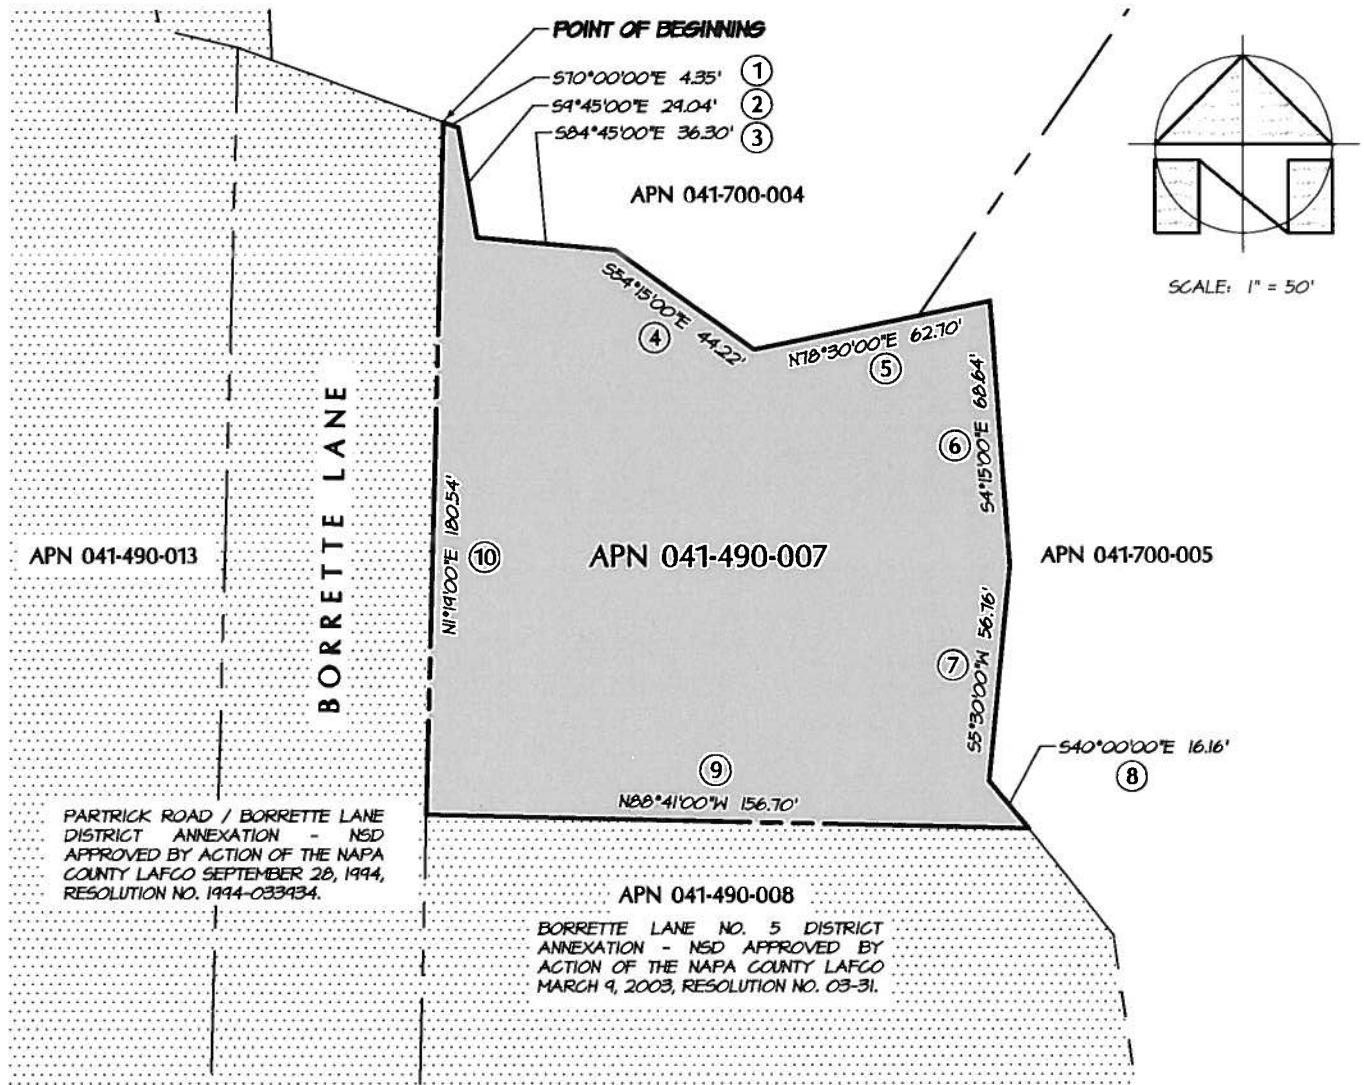 POINT OF BEGINNING
S70°00'00"E 4.35' 1
S9°45'00"E 29.04' 2
S84°45'00"E 36.30' 3
APN 041-700-004
SCALE: 1" = 50'
S54°15'00"E 44.22'
4
N78°30'00"E 62.70'
5
S4°15'00"E 68.64'
6
BORRETTE LANE
N1°19'00"E 180.54'
10
APN 041-490-013
APN 041-490-007
APN 041-700-005
S5°30'00"W 56.76'
7
S40°00'00"E 16.16'
8
9
N88°41'00"W 156.70'
PARTRICK ROAD / BORRETTE LANE
DISTRICT ANNEXATION - NSD
APPROVED BY ACTION OF THE NAPA
COUNTY LAFCO SEPTEMBER 28, 1994,
RESOLUTION NO. 1994-033934.
APN 041-490-008
BORRETTE LANE NO. 5 DISTRICT
ANNEXATION - NSD APPROVED BY
ACTION OF THE NAPA COUNTY LAFCO
MARCH 9, 2003, RESOLUTION NO. 03-31.